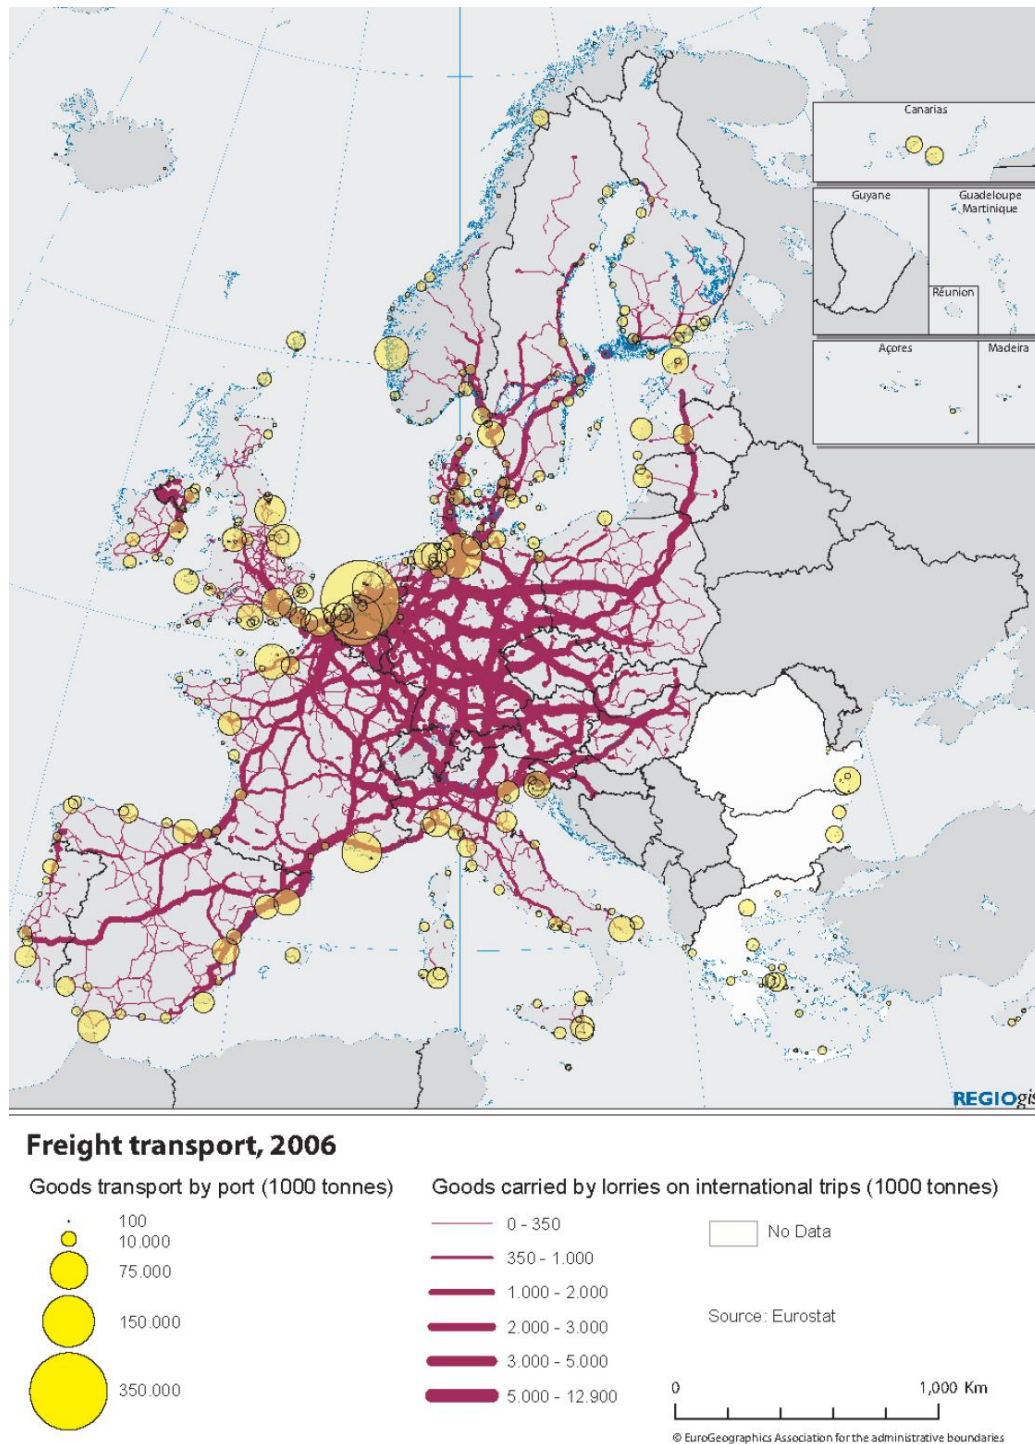 Canarias
Guyane
Guadeloupe
Martinique
Réunion
Açores
Madeira
REGIOgis
Freight transport, 2006
Goods transport by port (1000 tonnes)
100
10.000
75.000
150.000
350.000
Goods carried by lorries on international trips (1000 tonnes)
0 - 350
350 - 1.000
1.000 - 2.000
2.000 - 3.000
3.000 - 5.000
5.000 - 12.900
No Data
Source: Eurostat
0 1,000 Km
© EuroGeographics Association for the administrative boundaries